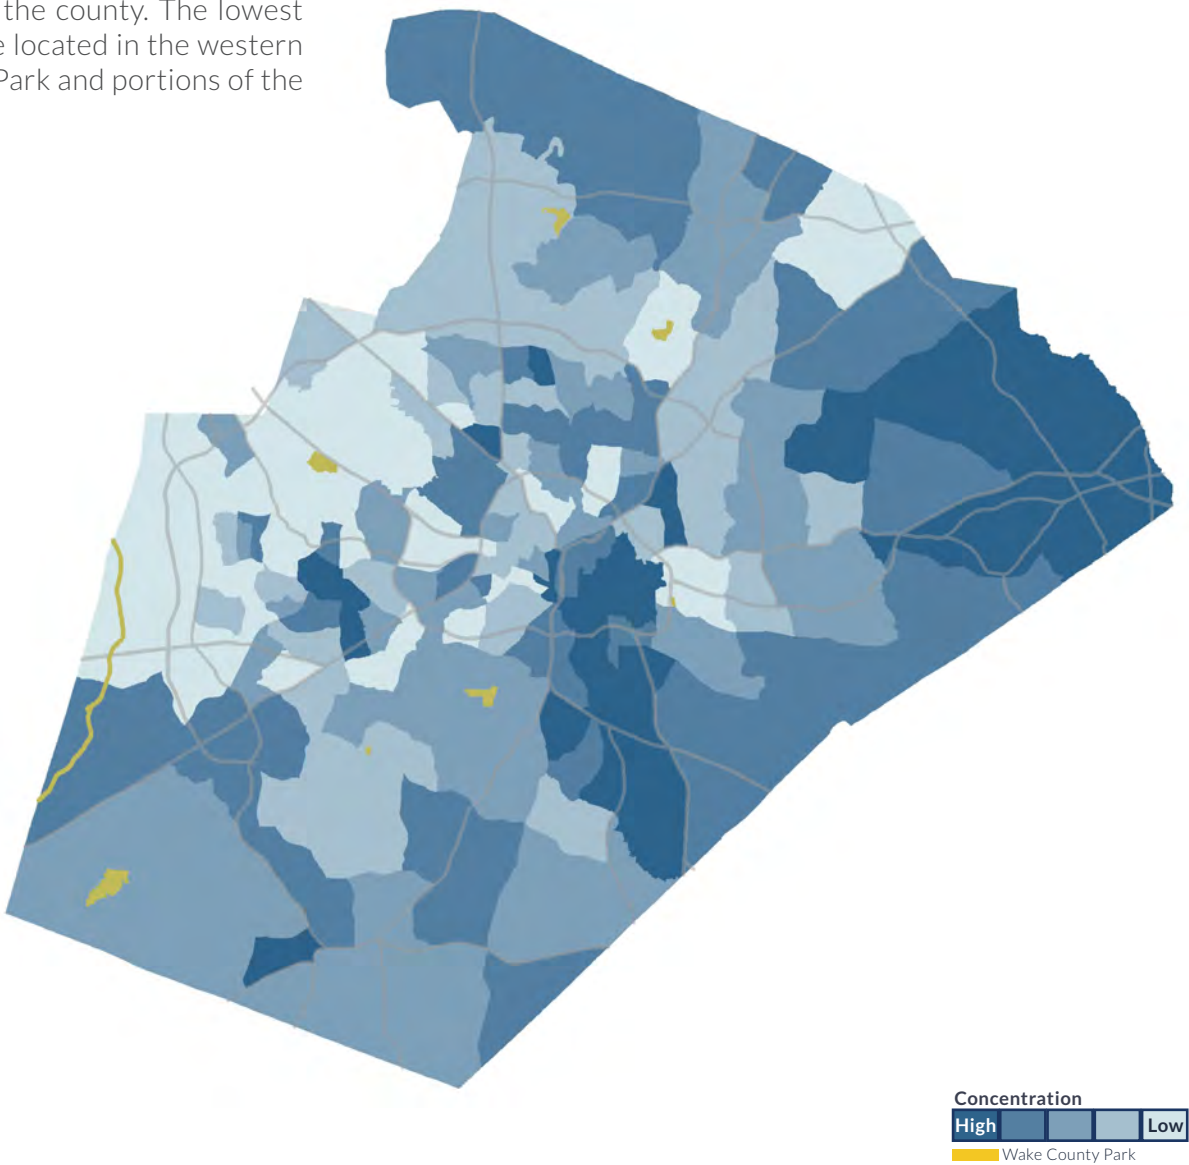 the county. The lowest
e located in the western
Park and portions of the
Concentration
High Low
Wake County Park